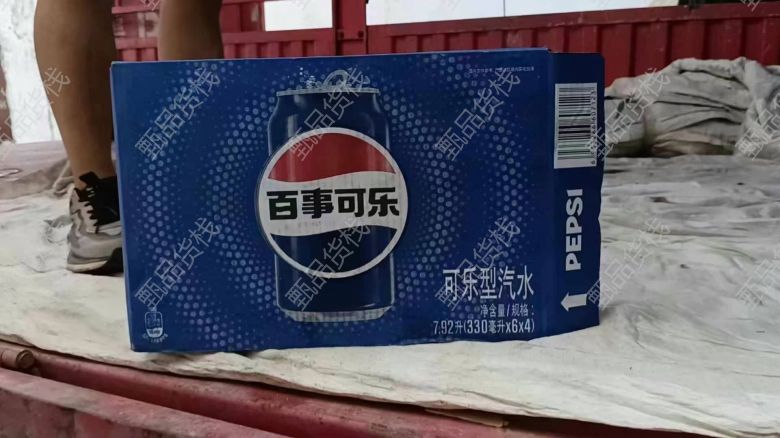 百事可乐
可乐型汽水
净含量/规格:
7.92升(330毫升x6x4)
PEPSI
甄品货栈